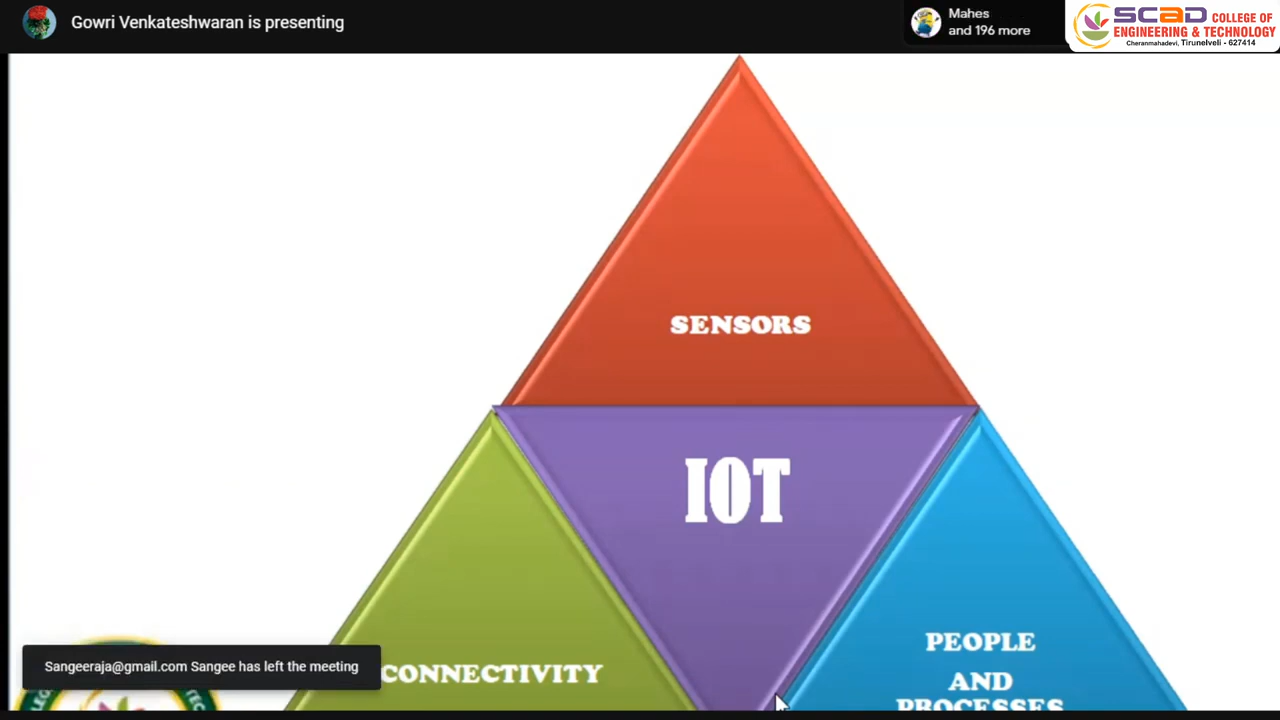 Gowri Venkateshwaran is presenting
Mahes
and 196 more
SCAD COLLEGE OF
ENGINEERING & TECHNOLOGY
Cheranmahadevi, Tirunelveli - 627414
SENSORS
IOT
PEOPLE
AND
PROCESSES
CONNECTIVITY
Sangeeraja@gmail.com Sangee has left the meeting